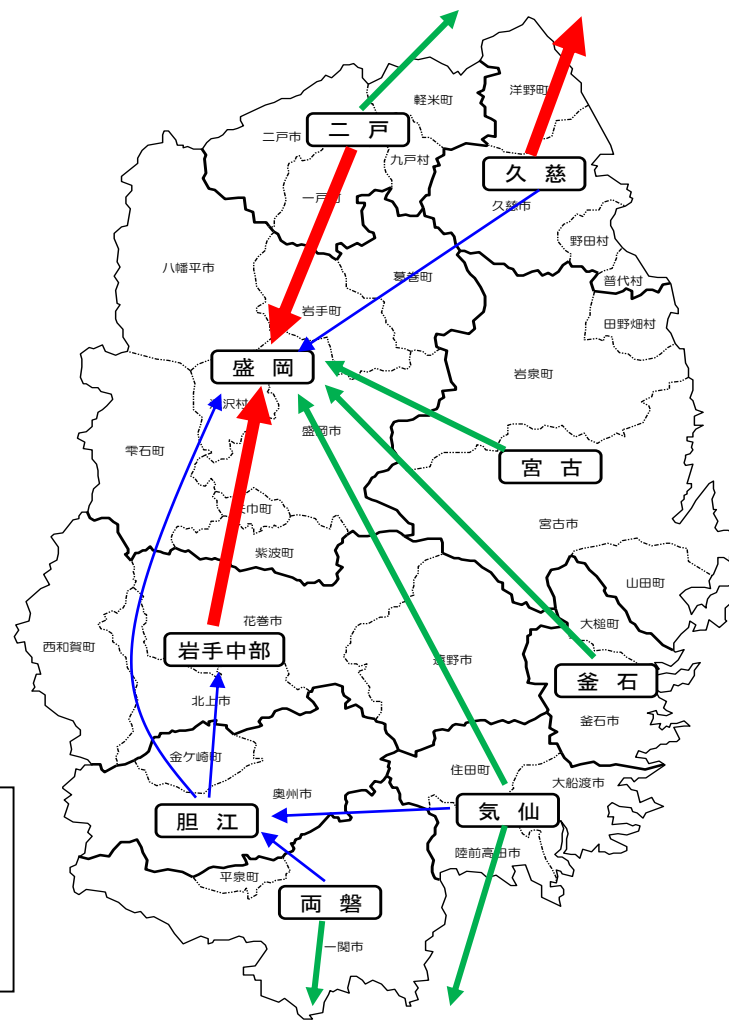 洋野町
軽米町
二戸市
二戸
九戸村
久慈
一戸町
久慈市
野田村
八幡平市
葛巻町
普代村
岩手町
田野畑村
盛岡
岩泉町
沢村
盛岡市
雫石町
宮古
巾町
宮古市
紫波町
山田町
花巻市
大槌町
西和賀町
岩手中部
遠野市
釜石
北上市
釜石市
金ケ崎町
住田町
大船渡市
奥州市
胆江
気仙
陸前高田市
平泉町
両磐
一関市